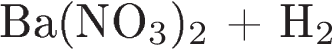 Ba(NO₃)₂ + H₂